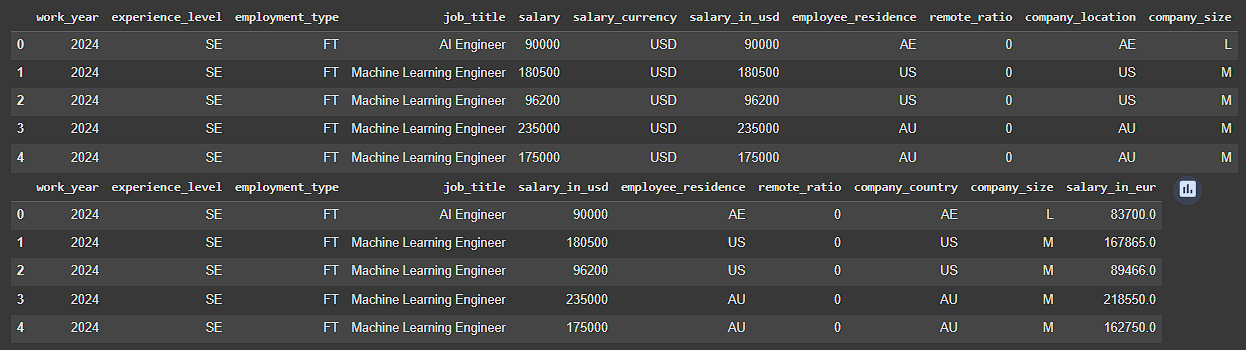 work_year experience_level employment_type job_title salary salary_currency salary_in_usd employee_residence remote_ratio company_location company_size
0 2024 SE FT AI Engineer 90000 USD 90000 AE 0 AE L
1 2024 SE FT Machine Learning Engineer 180500 USD 180500 US 0 US M
2 2024 SE FT Machine Learning Engineer 96200 USD 96200 US 0 US M
3 2024 SE FT Machine Learning Engineer 235000 USD 235000 AU 0 AU M
4 2024 SE FT Machine Learning Engineer 175000 USD 175000 AU 0 AU M
work_year experience_level employment_type job_title salary_in_usd employee_residence remote_ratio company_country company_size salary_in_eur
0 2024 SE FT AI Engineer 90000 AE 0 AE L 83700.0
1 2024 SE FT Machine Learning Engineer 180500 US 0 US M 167865.0
2 2024 SE FT Machine Learning Engineer 96200 US 0 US M 89466.0
3 2024 SE FT Machine Learning Engineer 235000 AU 0 AU M 218550.0
4 2024 SE FT Machine Learning Engineer 175000 AU 0 AU M 162750.0